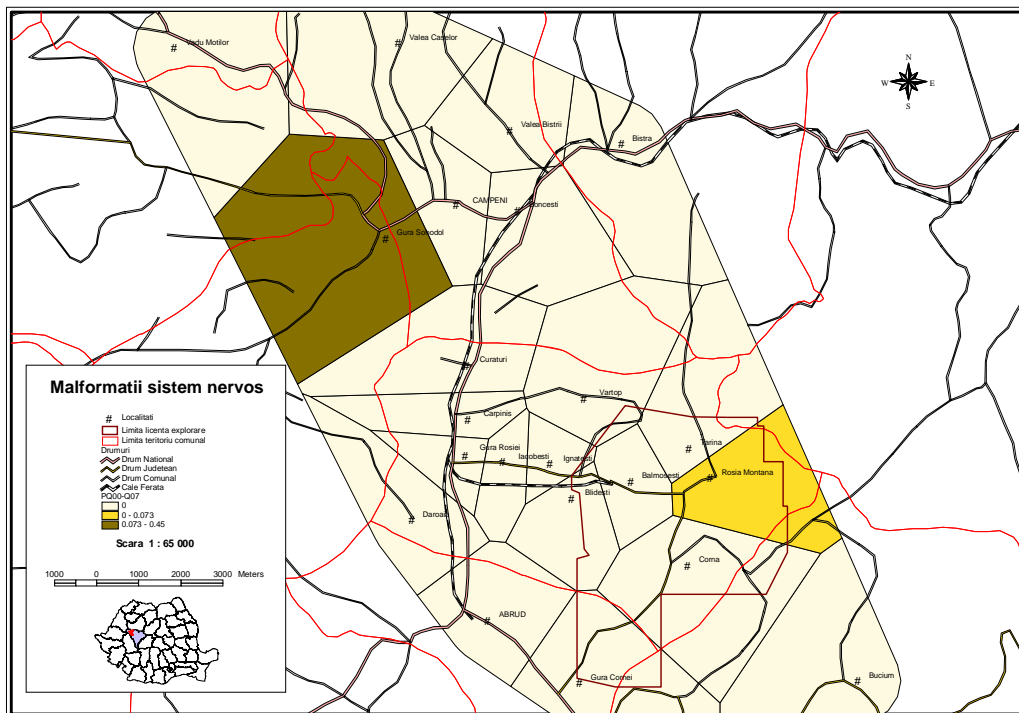 Vadu Motilor
Valea Caselor
N
W E
S
Valea Bistrii
Bistra
CAMPENI
Gura Sohodol
Curaturi
Vartop
Carpinis
Tarina
Gura Rosiei
Iacobesti
Ignatesti
Balmosesti
Rosia Montana
Blidesti
Daroaia
Corna
ABRUD
Gura Cornei
Bucium
Malformatii sistem nervos
# Localitati
Limita licenta explorare
Limita teritoriu comunal
Drumuri
Drum National
Drum Judetean
Drum Comunal
Cale Ferata
PQ00-Q07
0
0 - 0.073
0.073 - 0.45
Scara 1 : 65 000
1000 0 1000 2000 3000 Meters